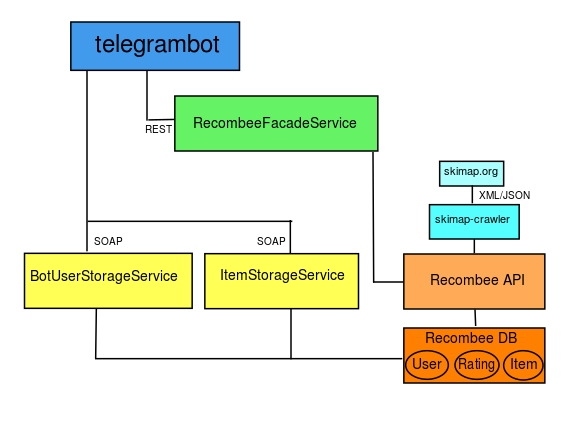 telegrambot
REST
RecombeeFacadeService
skimap.org
XML/JSON
skimap-crawler
SOAP
SOAP
BotUserStorageService
ItemStorageService
Recombee API
Recombee DB
User
Rating
Item